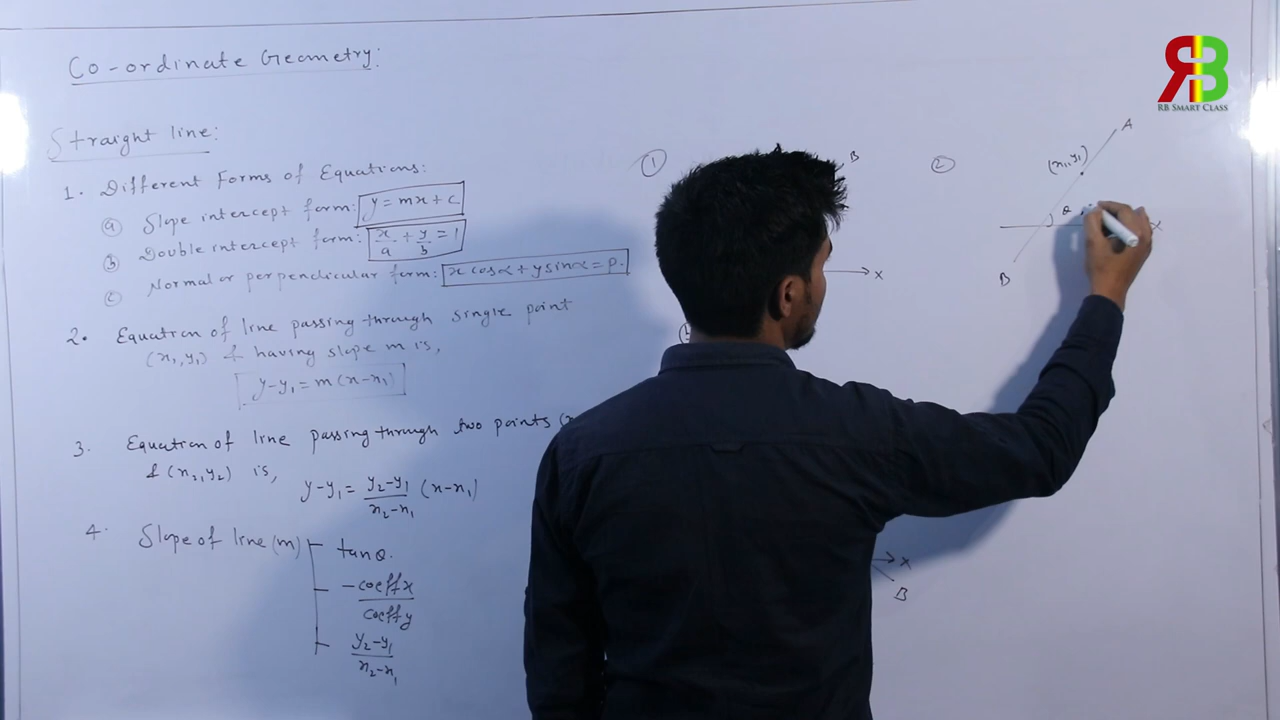 Co-ordinate Geometry:
Straight line:
1. Different Forms of Equations:
ⓐ Slope intercept form: y = mx + c
ⓑ Double intercept form: x/a + y/b = 1
ⓒ Normal or perpendicular form: x cosα + y sinα = p.
2. Equation of line passing through single point
(x₁, y₁) & having slope m is,
y-y₁ = m(x-x₁)
3. Equation of line passing through two points
& (x₂, y₂) is,
y-y₁ = (y₂-y₁)/(x₂-x₁) (x-x₁)
4. Slope of line (m)
tanθ.
-coeff x / coeff y
(y₂-y₁)/(x₂-x₁)
①
B
X
X
B
②
A
(x₁, y₁)
θ
X
B
RB
RB SMART CLASS